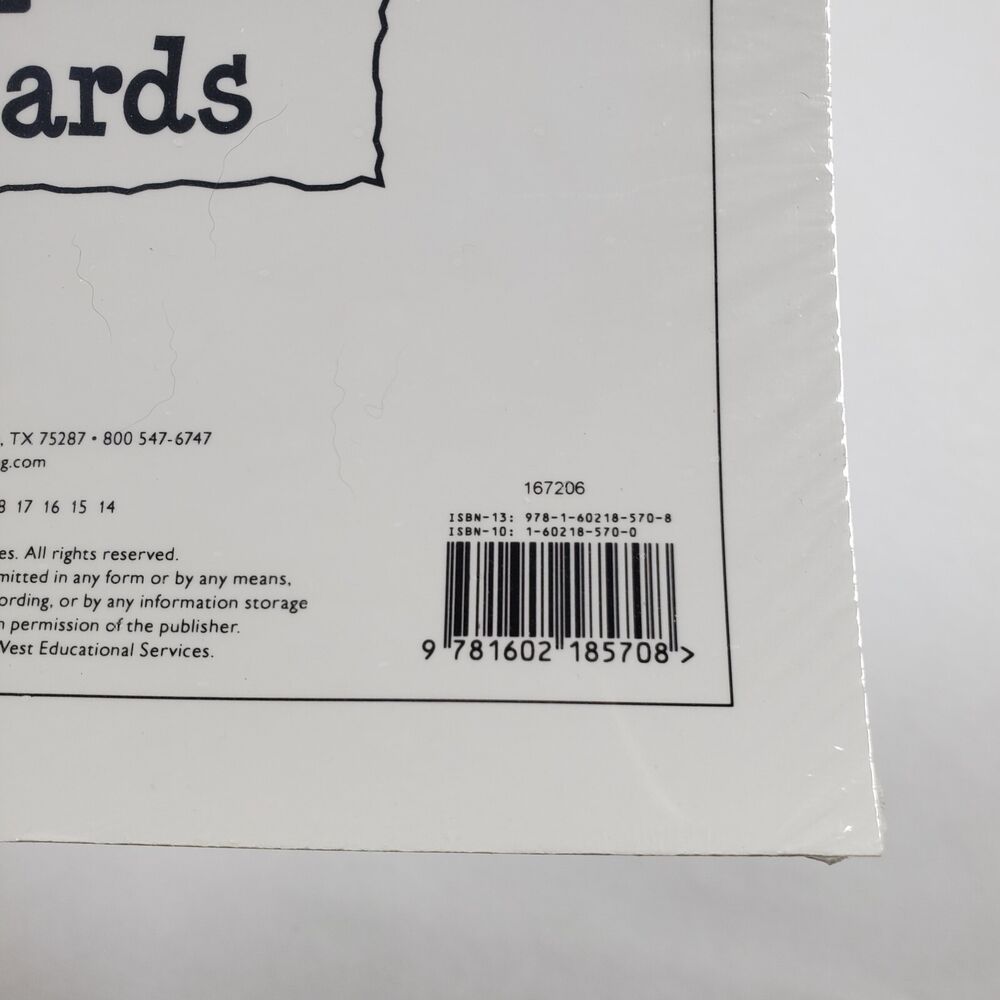 ards
, TX 75287 • 800 547-6747
g.com
8 17 16 15 14
es. All rights reserved.
mitted in any form or by any means,
ording, or by any information storage
n permission of the publisher.
West Educational Services.
167206
ISBN-13: 978-1-60218-570-8
ISBN-10: 1-60218-570-0
9 781602 185708 >